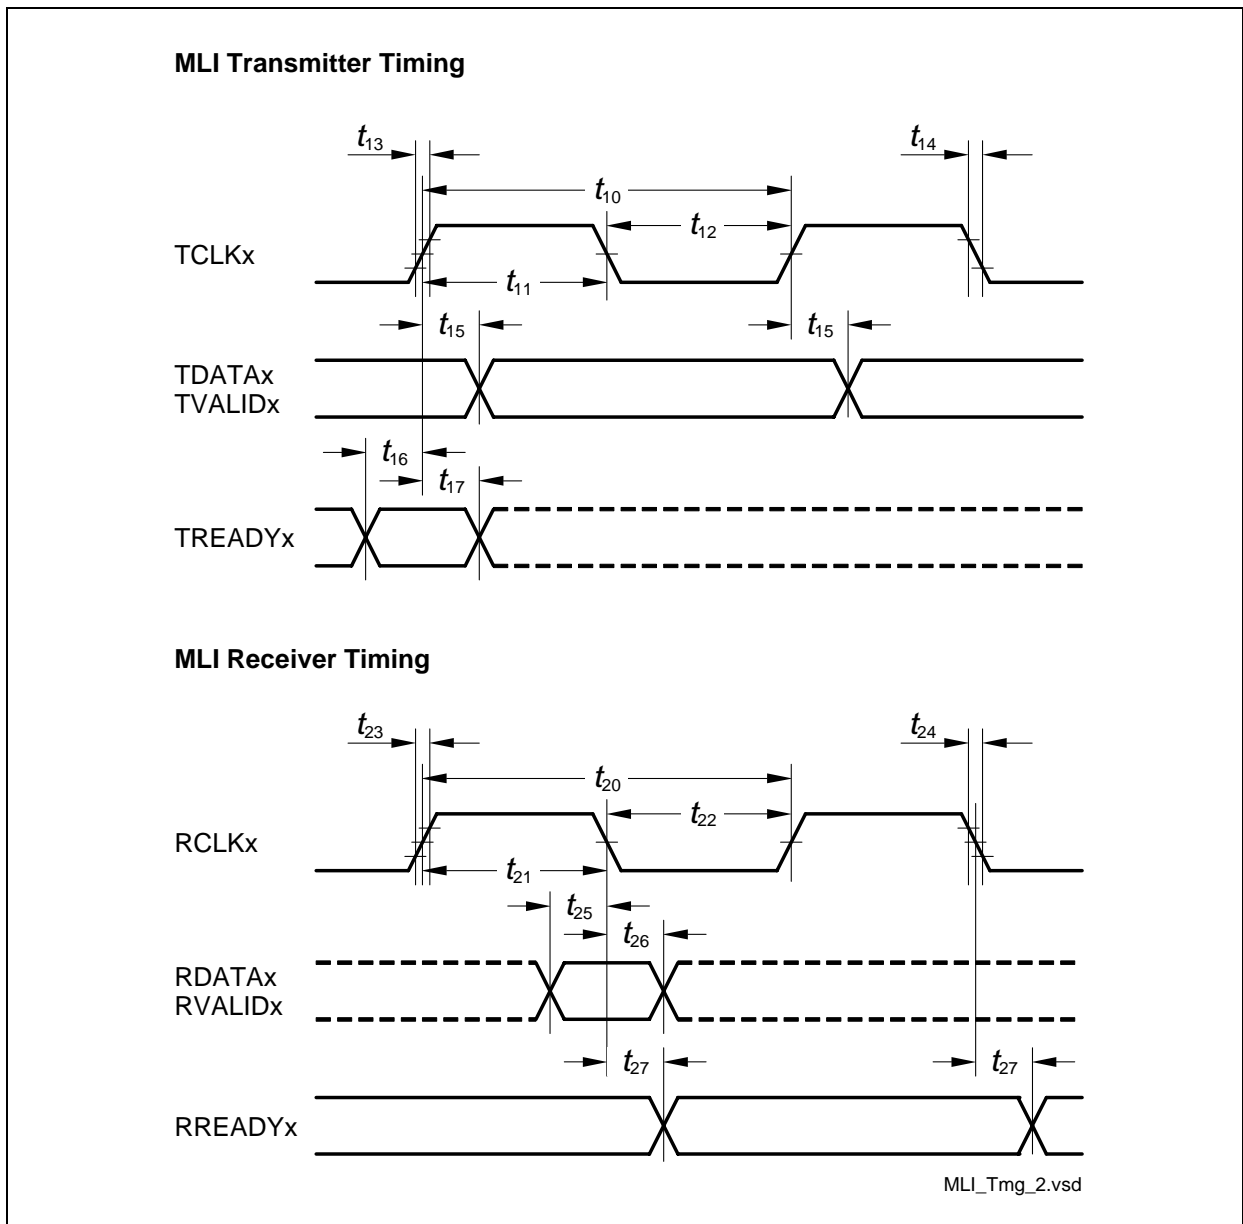 MLI Transmitter Timing
t13
t14
t10
t12
TCLKx
t11
t15
t15
TDATAx
TVALIDx
t16
t17
TREADYx
MLI Receiver Timing
t23
t24
t20
t22
RCLKx
t21
t25
t26
RDATAx
RVALIDx
t27
t27
RREADYx
MLI_Tmg_2.vsd